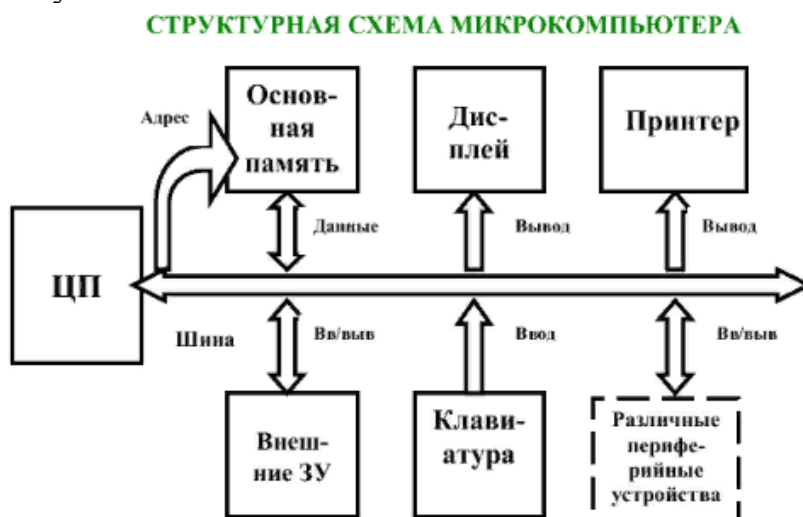 СТРУКТУРНАЯ СХЕМА МИКРОКОМПЬЮТЕРА
Адрес
Основ-
ная
память
Дис-
плей
Принтер
Данные
Вывод
Вывод
ЦП
Шина
Вв/выв
Ввод
Вв/выв
Внеш-
ние ЗУ
Клави-
атура
Различные
перифе-
рийные
устройства